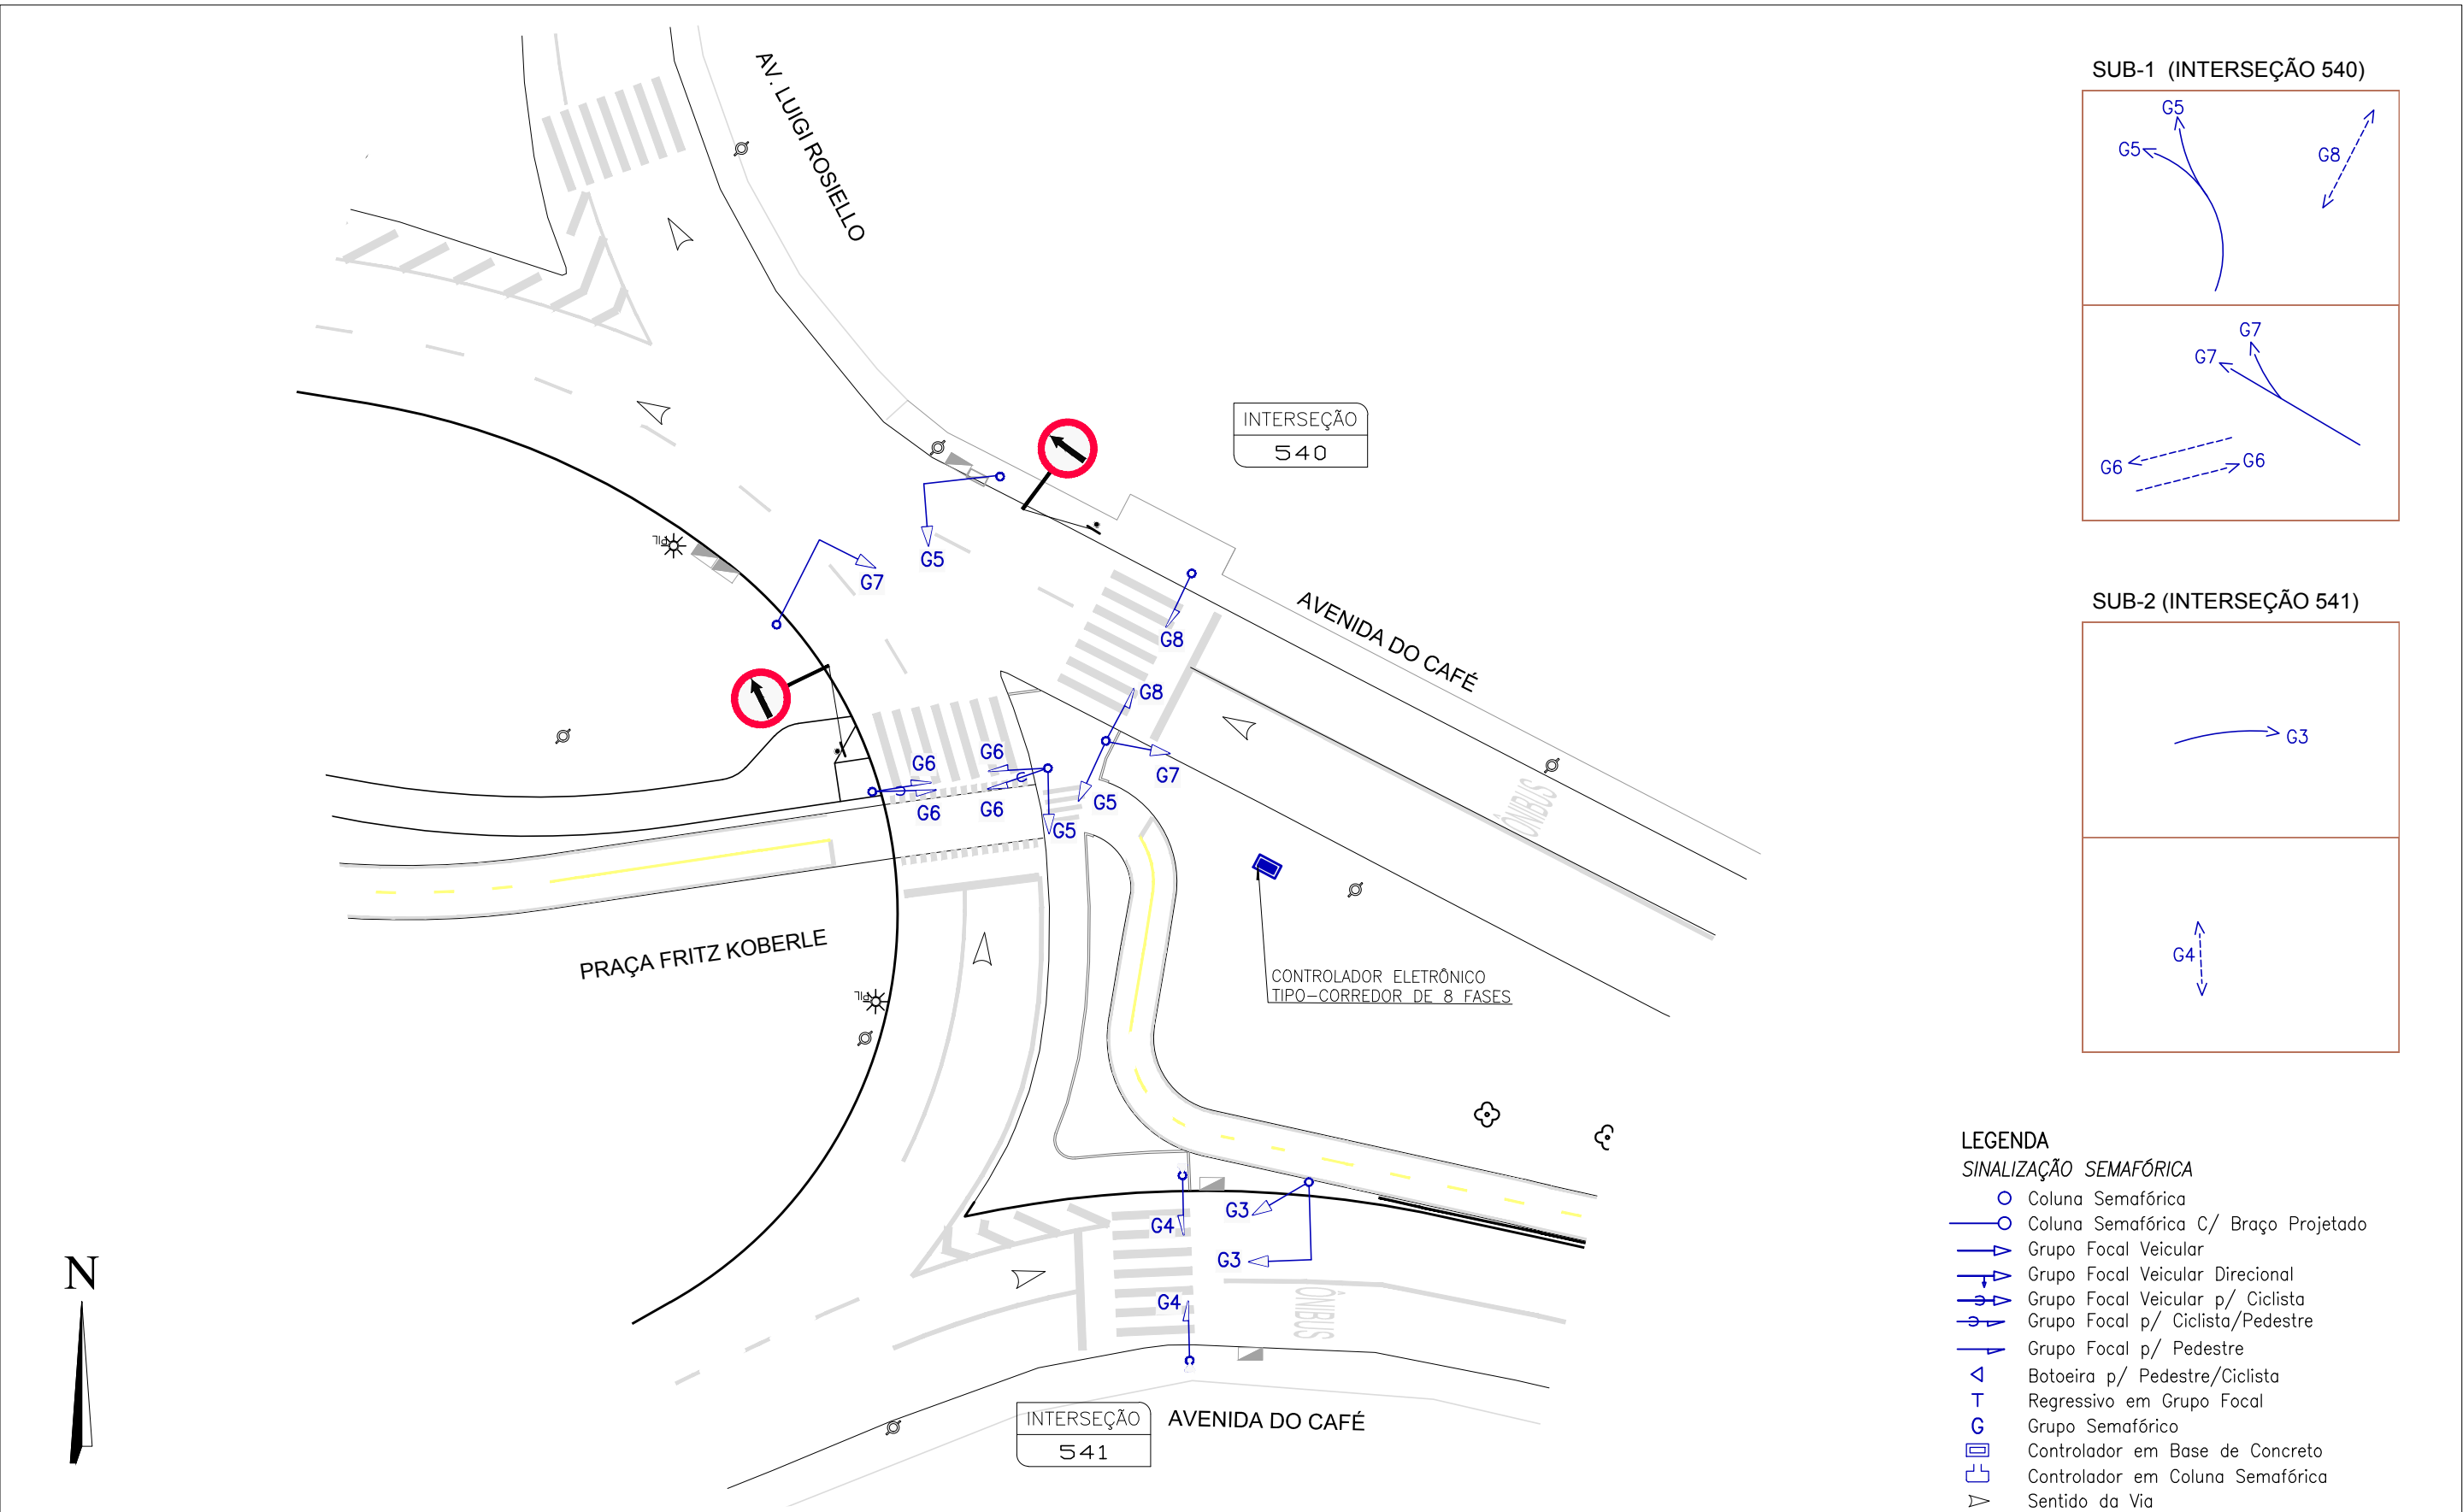 AV. LUIGI ROSIELLO
INTERSEÇÃO
540
G5
G7
G8
AVENIDA DO CAFÉ
G8
G7
G6
G6
G6
G6
G5
G5
ÔNIBUS
PIL
PRAÇA FRITZ KOBERLE
PIL
CONTROLADOR ELETRÔNICO
TIPO-CORREDOR DE 8 FASES
G4
G3
G3
G4
ÔNIBUS
INTERSEÇÃO
541
AVENIDA DO CAFÉ
N
SUB-1 (INTERSEÇÃO 540)
G5
G5
G8
G7
G7
G6
G6
SUB-2 (INTERSEÇÃO 541)
G3
G4
LEGENDA
SINALIZAÇÃO SEMAFÓRICA
Coluna Semafórica
Coluna Semafórica C/ Braço Projetado
Grupo Focal Veicular
Grupo Focal Veicular Direcional
Grupo Focal Veicular p/ Ciclista
Grupo Focal p/ Ciclista/Pedestre
Grupo Focal p/ Pedestre
Botoeira p/ Pedestre/Ciclista
T Regressivo em Grupo Focal
G Grupo Semafórico
Controlador em Base de Concreto
Controlador em Coluna Semafórica
Sentido da Via